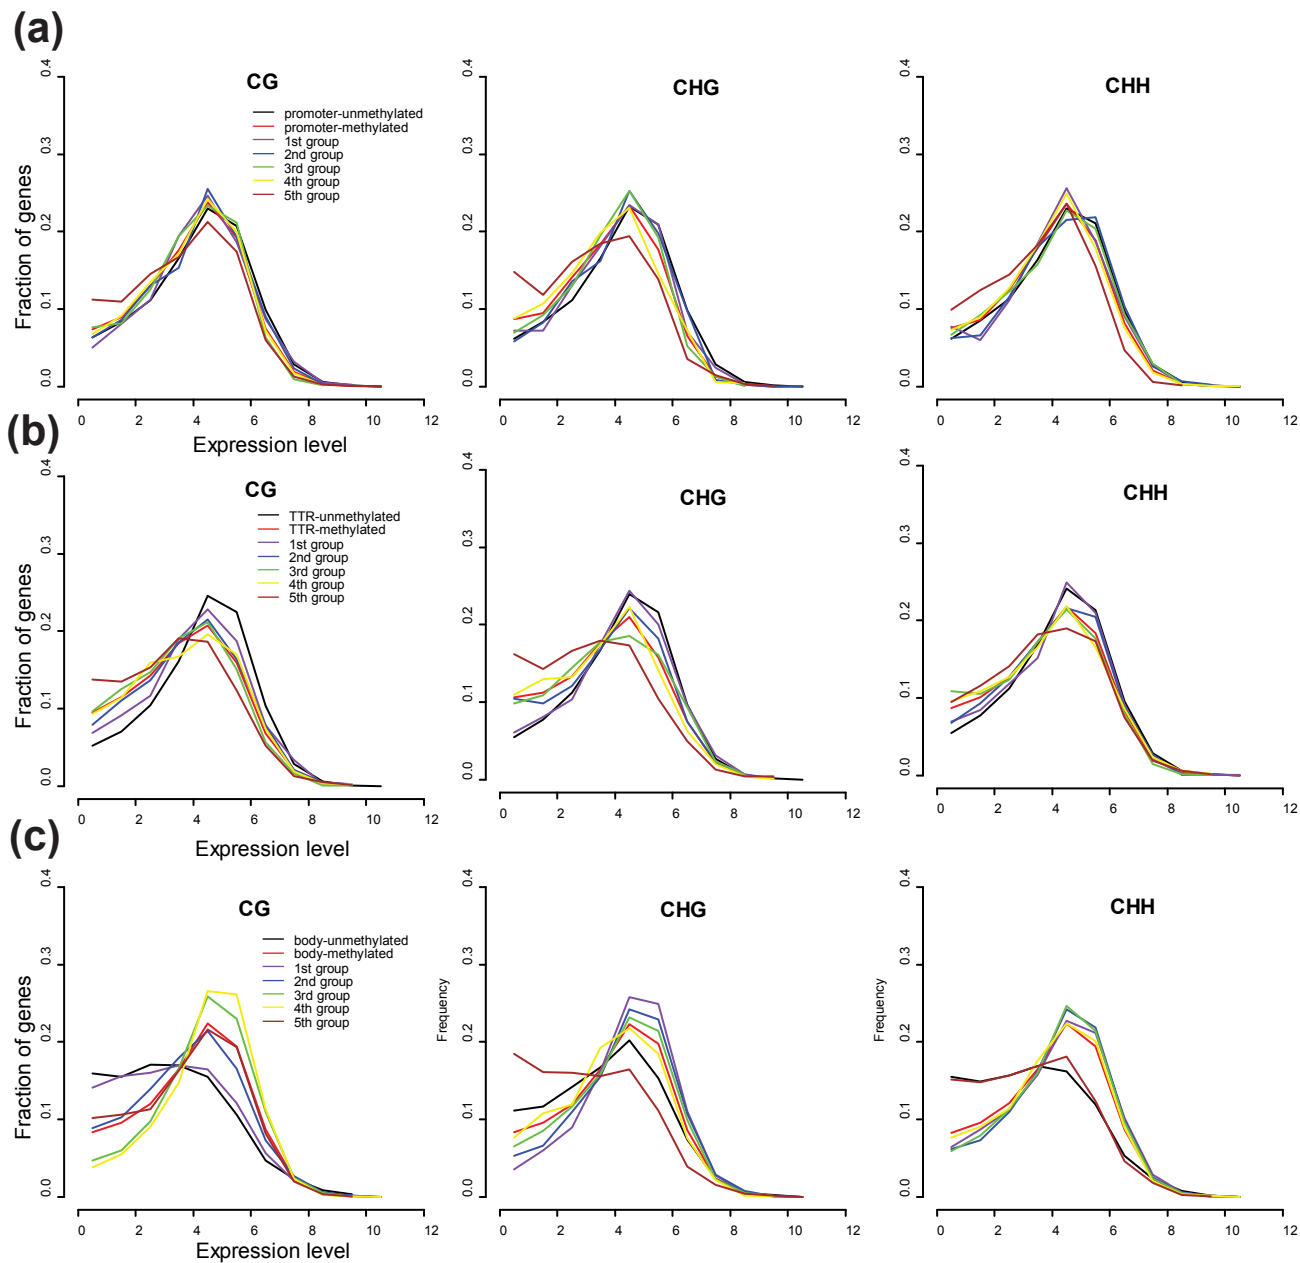 (a)
CG
CHG
CHH
promoter-unmethylated
promoter-methylated
1st group
2nd group
3rd group
4th group
5th group
Fraction of genes
0.0 0.1 0.2 0.3 0.4
0.0 0.1 0.2 0.3 0.4
0.0 0.1 0.2 0.3 0.4
0 2 4 6 8 10 12
0 2 4 6 8 10 12
0 2 4 6 8 10 12
Expression level
(b)
CG
CHG
CHH
TTR-unmethylated
TTR-methylated
1st group
2nd group
3rd group
4th group
5th group
Fraction of genes
0.0 0.1 0.2 0.3 0.4
0.0 0.1 0.2 0.3 0.4
0.0 0.1 0.2 0.3 0.4
0 2 4 6 8 10 12
0 2 4 6 8 10 12
0 2 4 6 8 10 12
Expression level
(c)
CG
CHG
CHH
body-unmethylated
body-methylated
1st group
2nd group
3rd group
4th group
5th group
Fraction of genes
Frequency
Frequency
0.0 0.1 0.2 0.3 0.4
0.0 0.1 0.2 0.3 0.4
0.0 0.1 0.2 0.3 0.4
0 2 4 6 8 10 12
0 2 4 6 8 10 12
0 2 4 6 8 10 12
Expression level